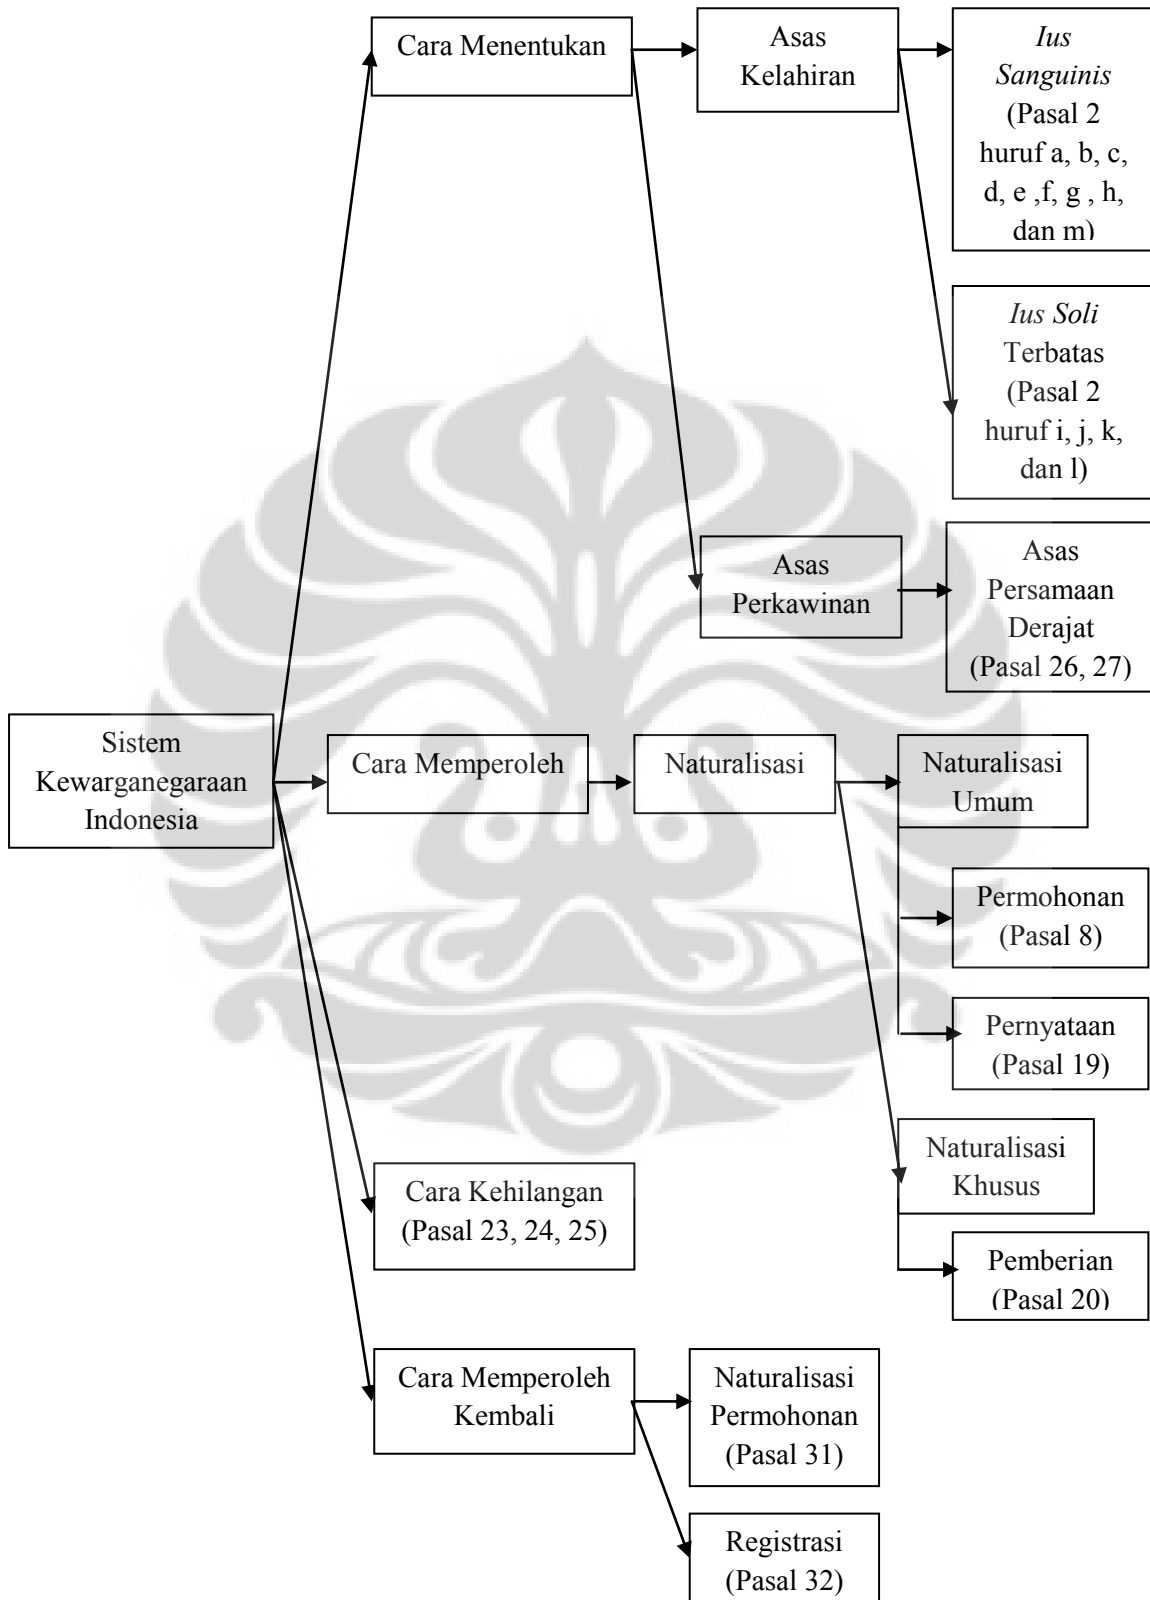 Cara Menentukan
Asas
Kelahiran
Ius
Sanguinis
(Pasal 2
huruf a, b, c,
d, e ,f, g , h,
dan m)
Ius Soli
Terbatas
(Pasal 2
huruf i, j, k,
dan l)
Asas
Perkawinan
Asas
Persamaan
Derajat
(Pasal 26, 27)
Sistem
Kewarganegaraan
Indonesia
Cara Memperoleh
Naturalisasi
Naturalisasi
Umum
Permohonan
(Pasal 8)
Pernyataan
(Pasal 19)
Naturalisasi
Khusus
Pemberian
(Pasal 20)
Cara Kehilangan
(Pasal 23, 24, 25)
Cara Memperoleh
Kembali
Naturalisasi
Permohonan
(Pasal 31)
Registrasi
(Pasal 32)